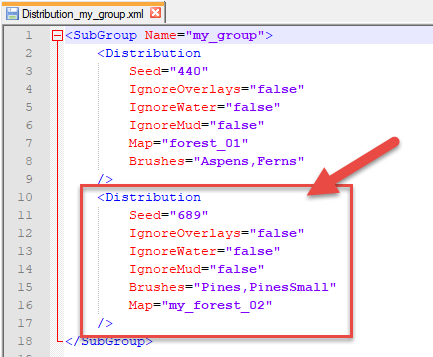 Distribution_my_group.xml
1 <SubGroup Name="my_group">
2 <Distribution
3 Seed="440"
4 IgnoreOverlays="false"
5 IgnoreWater="false"
6 IgnoreMud="false"
7 Map="forest_01"
8 Brushes="Aspens,Ferns"
9 />
10 <Distribution
11 Seed="689"
12 IgnoreOverlays="false"
13 IgnoreWater="false"
14 IgnoreMud="false"
15 Brushes="Pines,PinesSmall"
16 Map="my_forest_02"
17 />
18 </SubGroup>